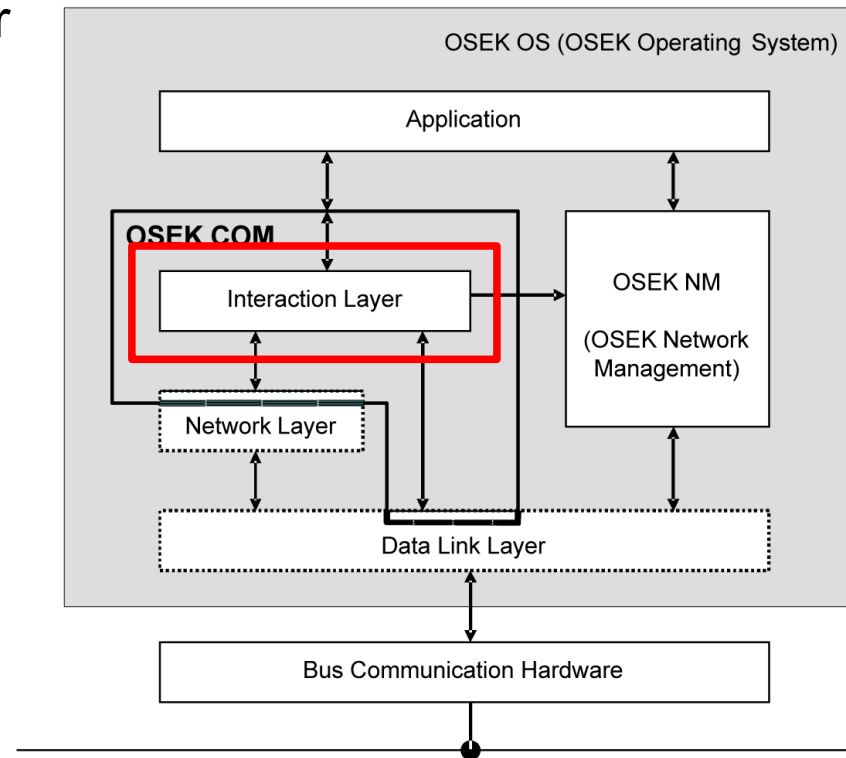 r
OSEK OS (OSEK Operating System)
Application
OSEK COM
Interaction Layer
OSEK NM
(OSEK Network
Management)
Network Layer
Data Link Layer
Bus Communication Hardware